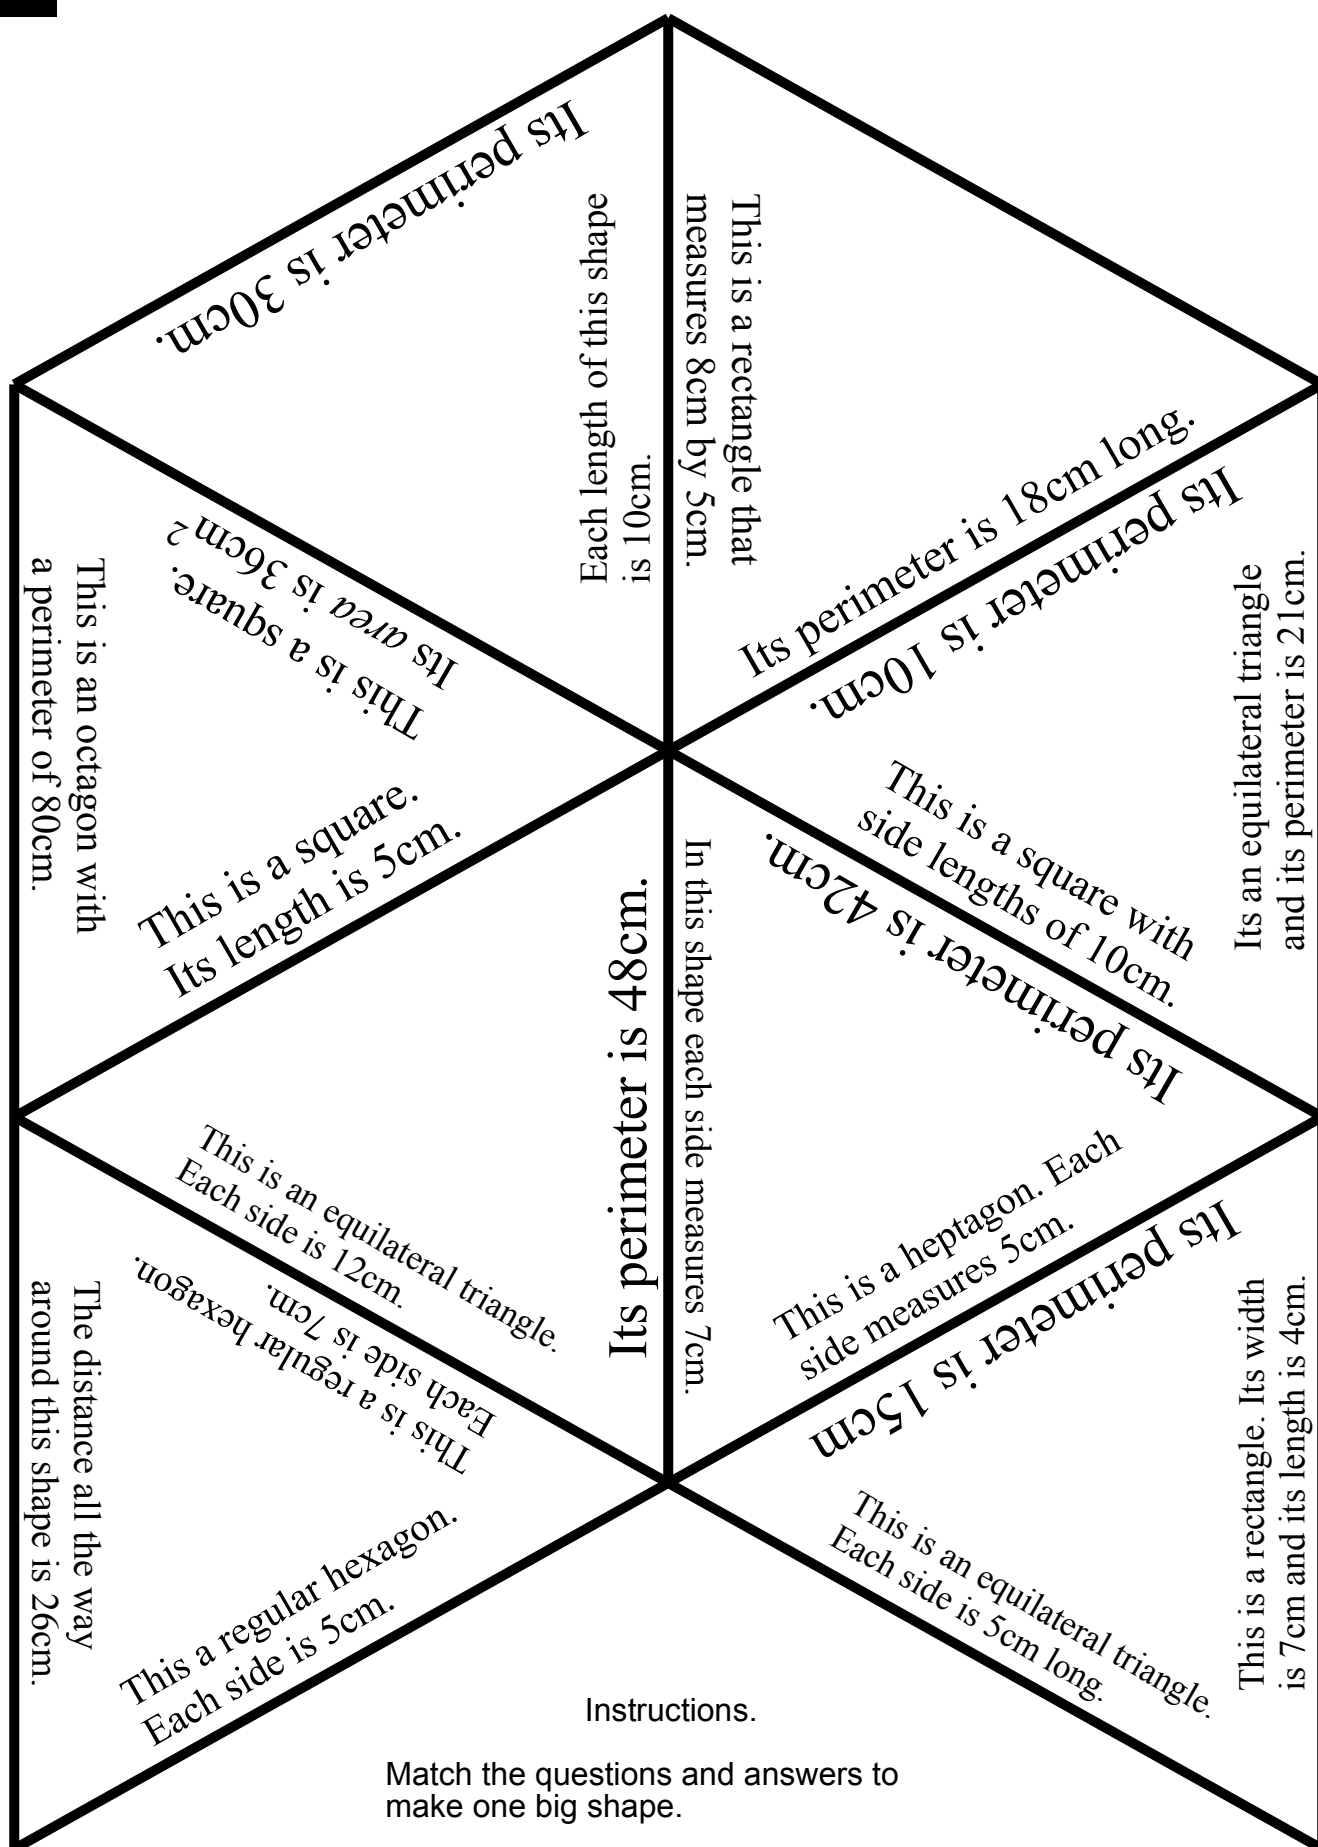 Its perimeter is 30cm.
Each length of this shape
is 10cm.
This is a rectangle that
measures 8cm by 5cm.
Its perimeter is 18cm long.
Its perimeter is 10cm.
Its an equilateral triangle
and its perimeter is 21cm.
This is a square with
side lengths of 10cm.
This is a square.
Its area is 36cm 2
This is an octagon with
a perimeter of 80cm.
This is a square.
Its length is 5cm.
Its perimeter is 48cm.
In this shape each side measures 7cm.
Its perimeter is 42cm.
This is a heptagon. Each
side measures 5cm.
This is an equilateral triangle.
Each side is 12cm.
This is a regular hexagon.
Each side is 7cm.
The distance all the way
around this shape is 26cm.
This a regular hexagon.
Each side is 5cm.
Its perimeter is 15cm
This is a rectangle. Its width
is 7cm and its length is 4cm.
This is an equilateral triangle.
Each side is 5cm long.
Instructions.
Match the questions and answers to
make one big shape.